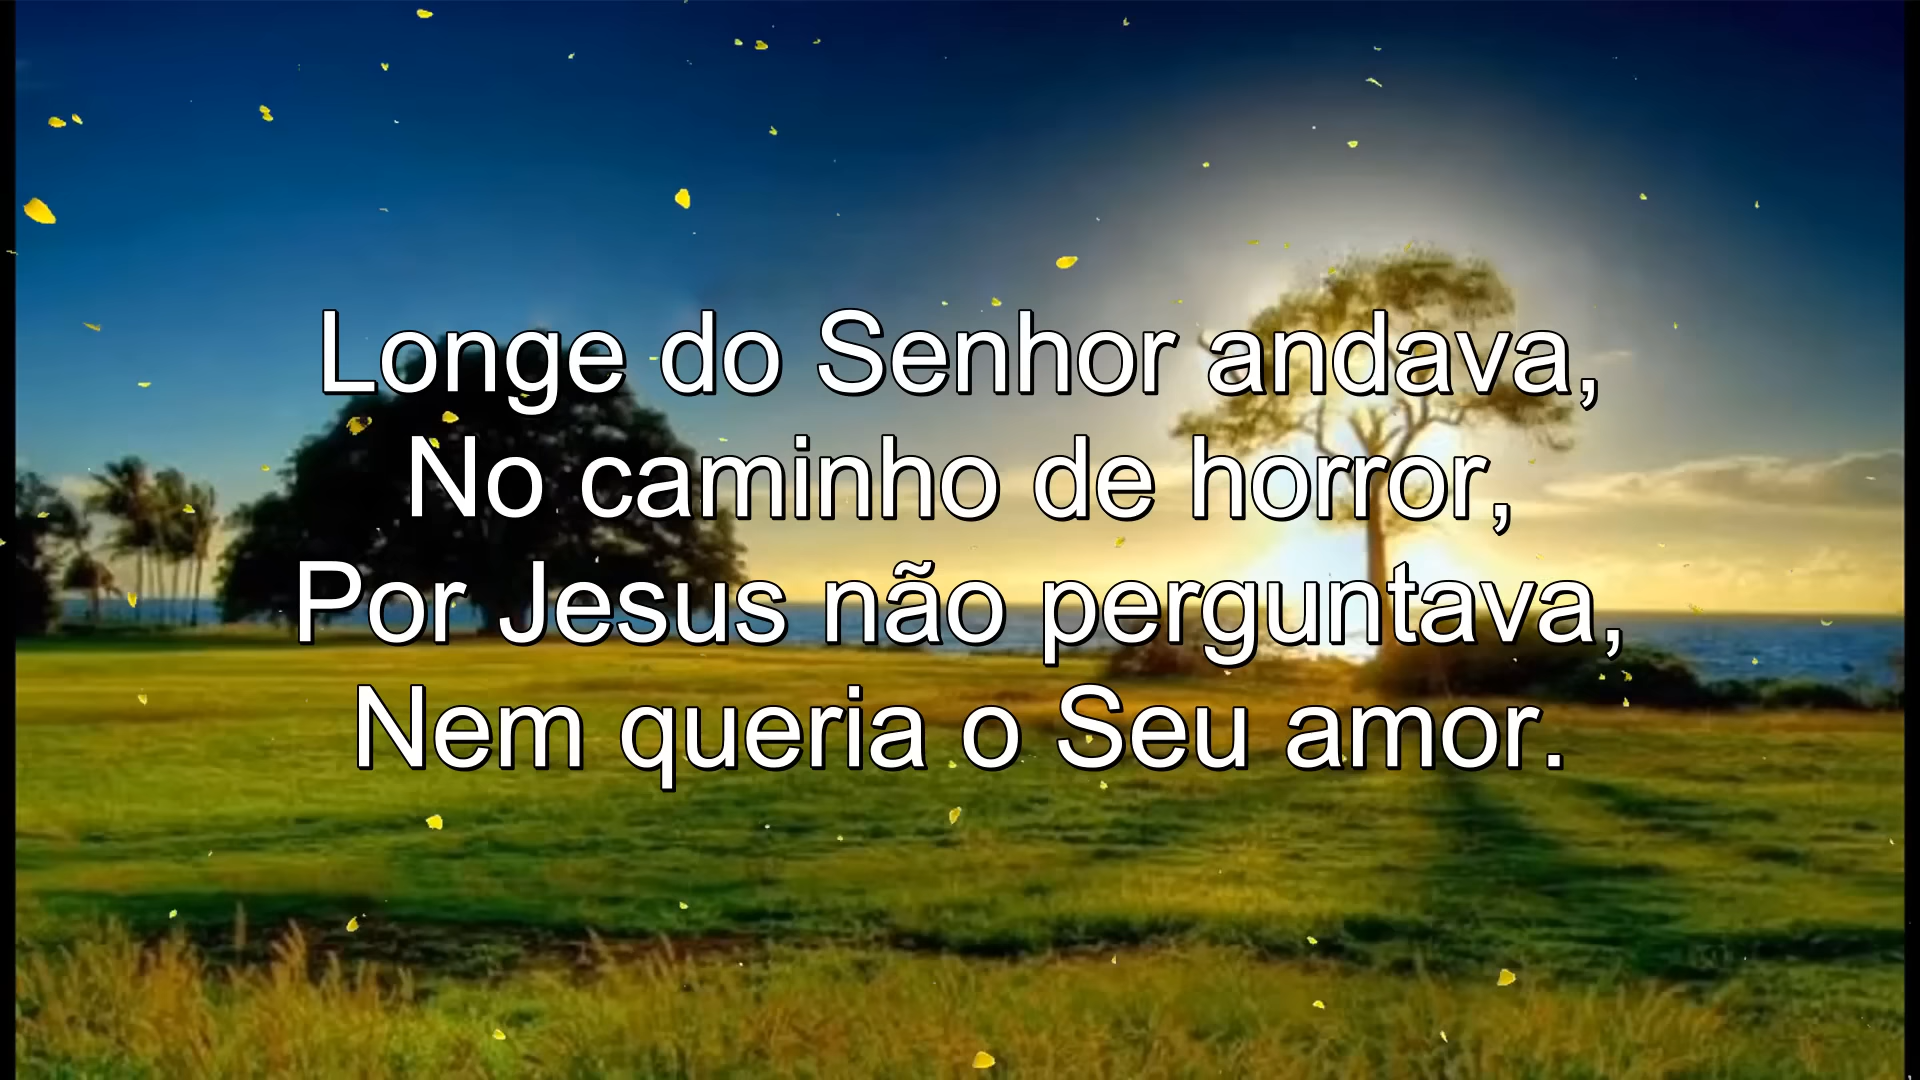 Longe do Senhor andava,
No caminho de horror,
Por Jesus não perguntava,
Nem queria o Seu amor.